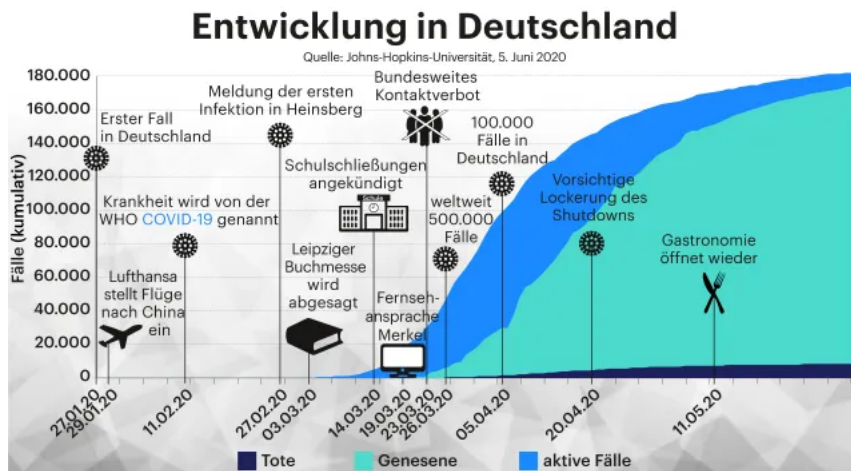 Entwicklung in Deutschland
Quelle: Johns-Hopkins-Universität, 5. Juni 2020
Fälle (kumulativ)
180.000
160.000
140.000
120.000
100.000
80.000
60.000
40.000
20.000
0
Erster Fall
in Deutschland
Lufthansa
stellt Flüge
nach China
ein
Krankheit wird von der
WHO COVID-19 genannt
Meldung der ersten
Infektion in Heinsberg
Leipziger
Buchmesse
wird
abgesagt
Schulschließungen
angekündigt
Schule
Fernseh-
ansprache
Merkel
Bundesweites
Kontaktverbot
weltweit
500.000
Fälle
100.000
Fälle in
Deutschland
Vorsichtige
Lockerung des
Shutdowns
Gastronomie
öffnet wieder
27.01.20
29.01.20
11.02.20
27.02.20
03.03.20
14.03.20
19.03.20
23.03.20
26.03.20
05.04.20
20.04.20
11.05.20
Tote
Genesene
aktive Fälle